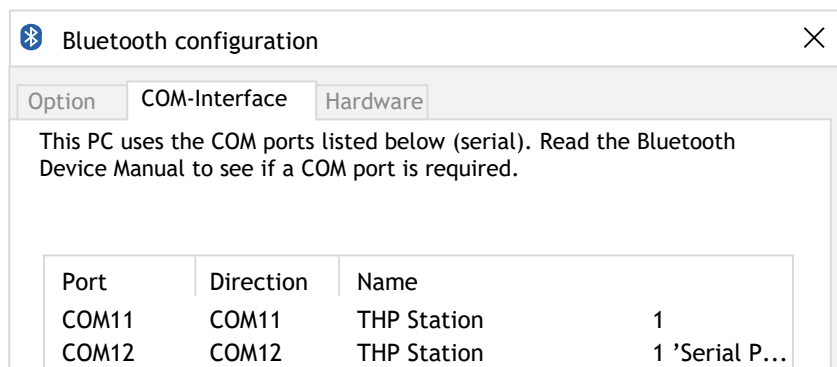 Bluetooth configuration
Option COM-Interface Hardware
This PC uses the COM ports listed below (serial). Read the Bluetooth
Device Manual to see if a COM port is required.
Port Direction Name
COM11 COM11 THP Station 1
COM12 COM12 THP Station 1 ’Serial P...